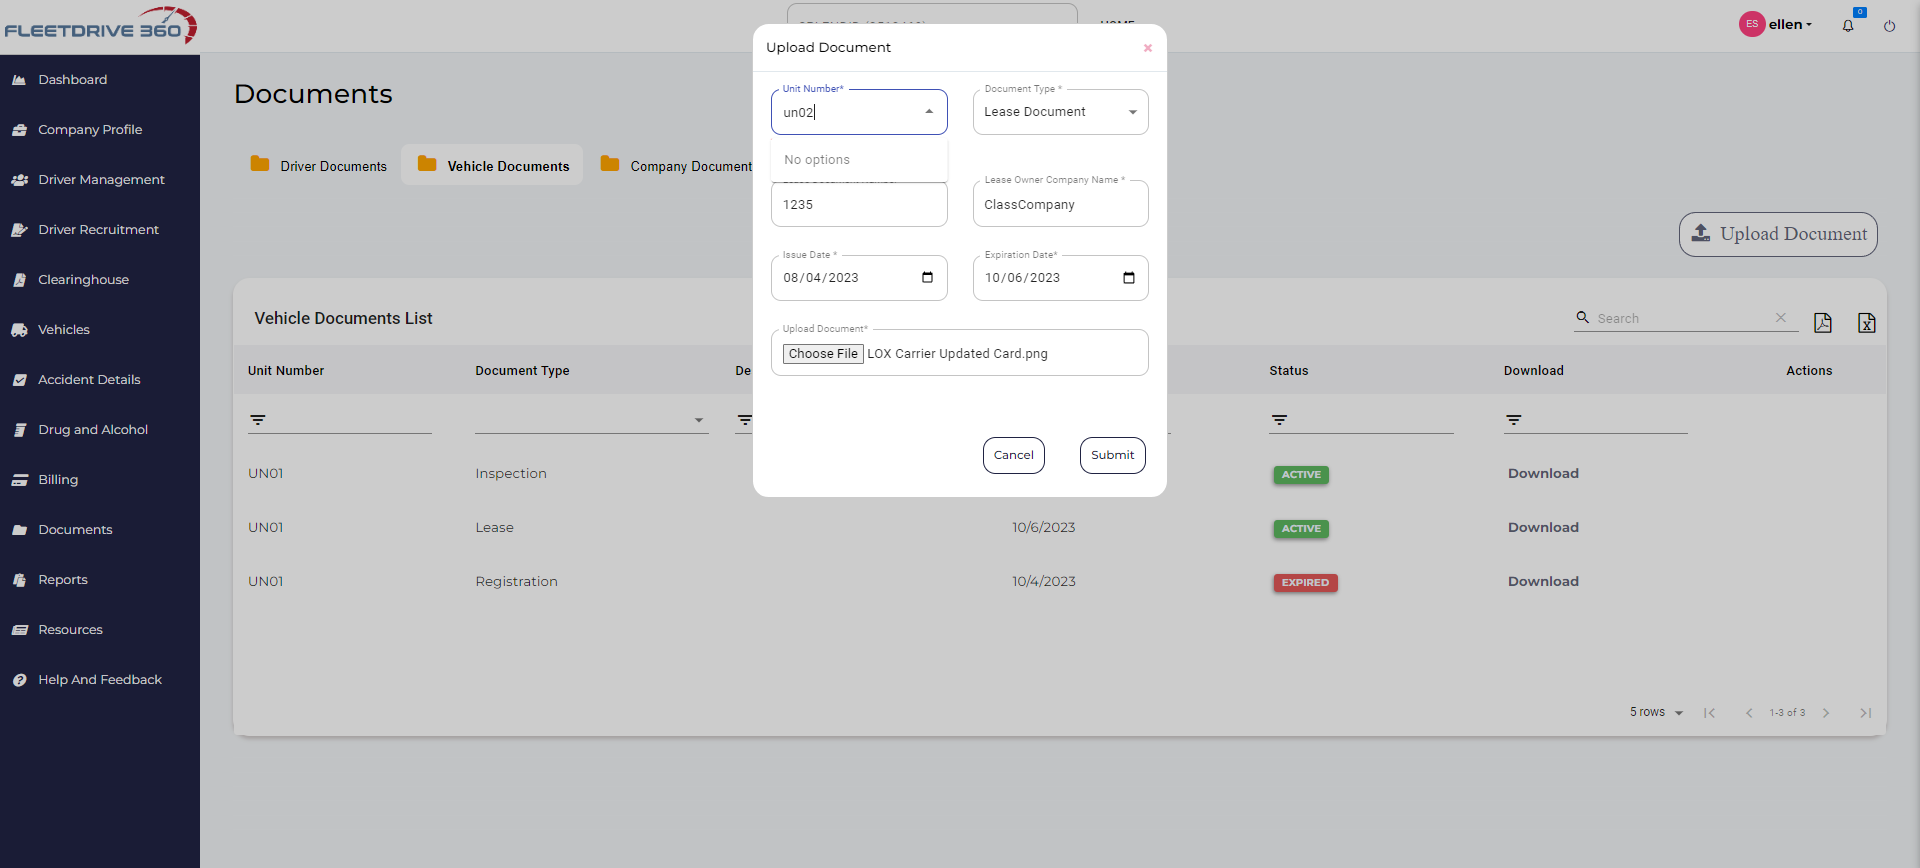 FLEETDRIVE 360
HOME
ES ellen
0
Dashboard
Company Profile
Driver Management
Driver Recruitment
Clearinghouse
Vehicles
Accident Details
Drug and Alcohol
Billing
Documents
Reports
Resources
Help And Feedback
Documents
Driver Documents
Vehicle Documents
Company Document
Upload Document
Vehicle Documents List
Search
Unit Number Document Type De Status Download Actions
UN01 Inspection ACTIVE Download
UN01 Lease 10/6/2023 ACTIVE Download
UN01 Registration 10/4/2023 EXPIRED Download
5 rows 1-3 of 3
Upload Document
Unit Number*
un02
No options
Document Type *
Lease Document
1235
Lease Owner Company Name *
ClassCompany
Issue Date *
08/04/2023
Expiration Date*
10/06/2023
Upload Document*
Choose File LOX Carrier Updated Card.png
Cancel
Submit